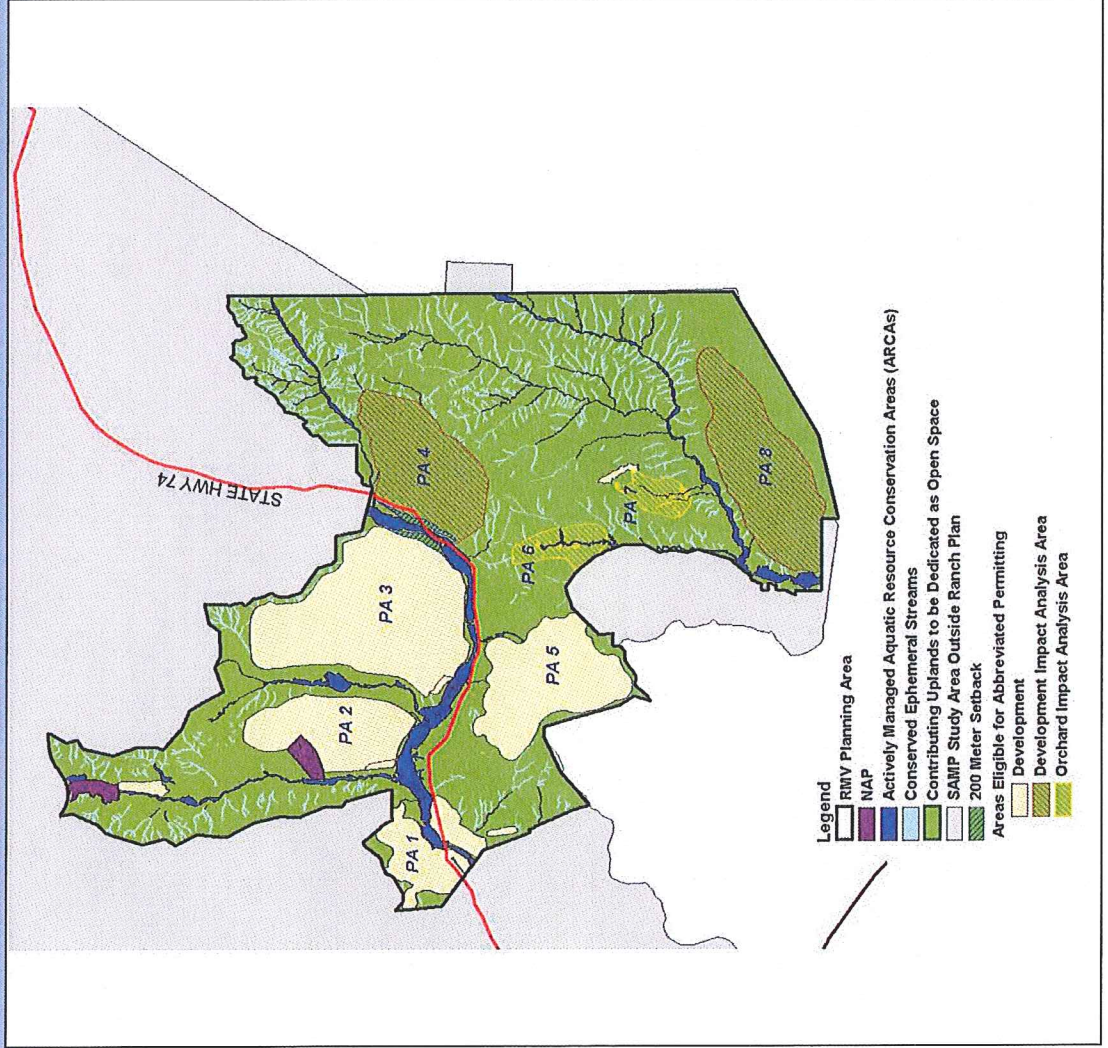 STATE HWY 74
PA 4
PA 3
PA 8
PA 7
PA 6
PA 5
PA 2
PA 1
Legend
RMV Planning Area
NAP
Actively Managed Aquatic Resource Conservation Areas (ARCAs)
Conserved Ephemeral Streams
Contributing Uplands to be Dedicated as Open Space
SAMP Study Area Outside Ranch Plan
200 Meter Setback
Areas Eligible for Abbreviated Permitting
Development
Development Impact Analysis Area
Orchard Impact Analysis Area